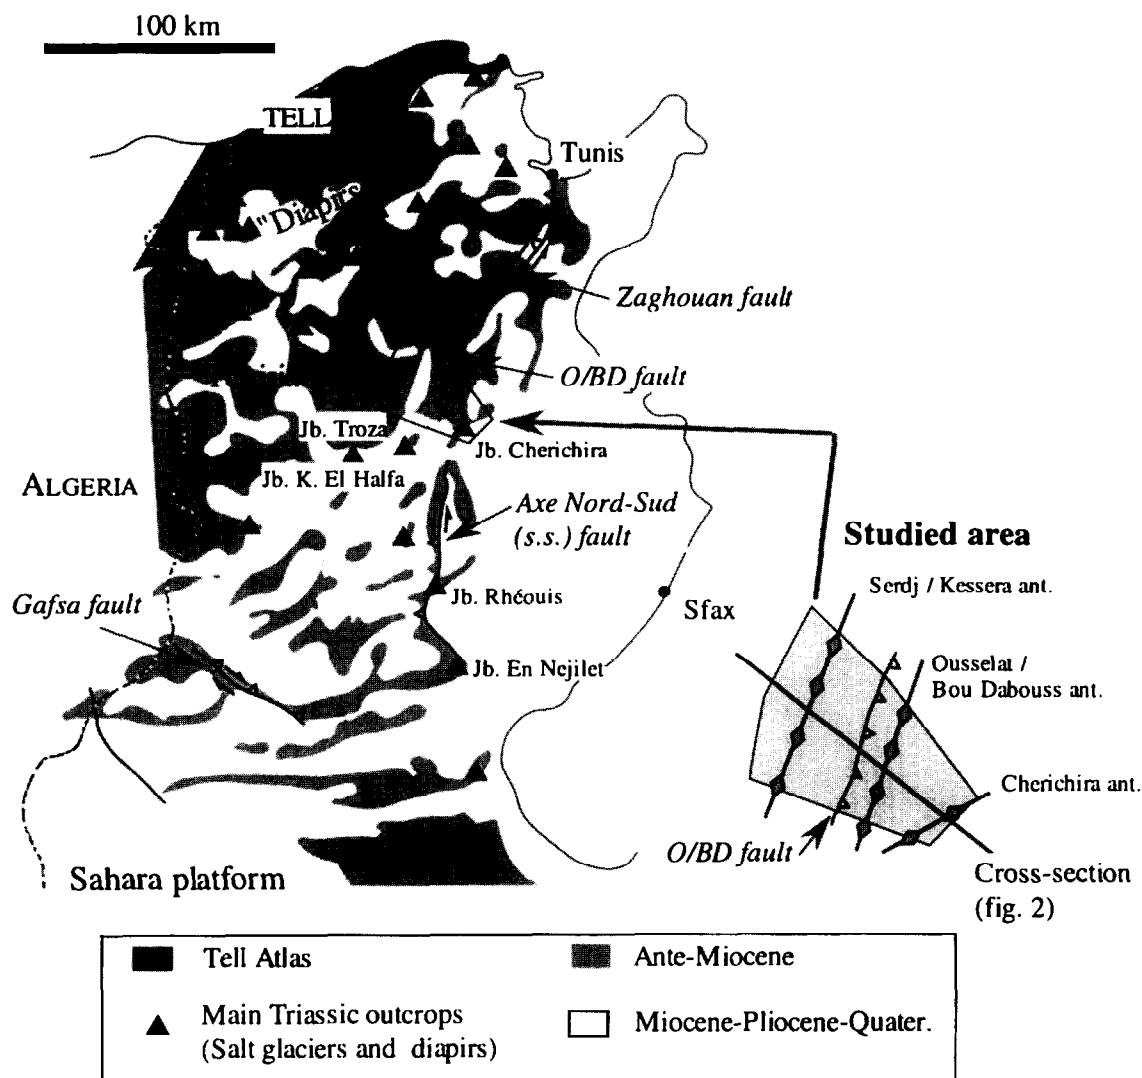 100 km
TELL
Tunis
"Diapirs
Zaghouan fault
O/BD fault
Jb. Troza
Jb. Cherichira
Jb. K. El Halfa
ALGERIA
Axe Nord-Sud
(s.s.) fault
Studied area
Serdj / Kessera ant.
Gafsa fault
Jb. Rhéouis
Sfax
Ousselat /
Bou Dabouss ant.
Jb. En Nejilet
Cherichira ant.
O/BD fault
Sahara platform
Cross-section
(fig. 2)
Tell Atlas
Ante-Miocene
Main Triassic outcrops
(Salt glaciers and diapirs)
Miocene-Pliocene-Quater.